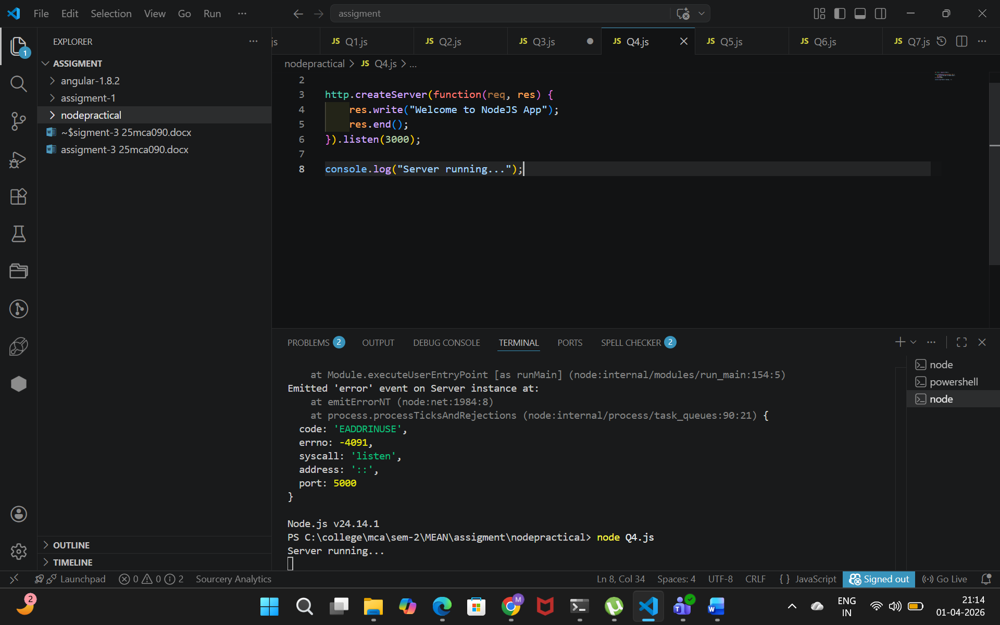 File Edit Selection View Go Run ...
assigment
EXPLORER
ASSIGMENT
angular-1.8.2
assigment-1
nodepractical
~$sigment-3 25mca090.docx
assigment-3 25mca090.docx
OUTLINE
TIMELINE
1
js
JS Q1.js
JS Q2.js
JS Q3.js
JS Q4.js
JS Q5.js
JS Q6.js
JS Q7.js
nodepractical > JS Q4.js > ...
2
3 http.createServer(function(req, res) {
4 res.write("Welcome to NodeJS App");
5 res.end();
6 }).listen(3000);
7
8 console.log("Server running...");
PROBLEMS 2 OUTPUT DEBUG CONSOLE TERMINAL PORTS SPELL CHECKER 2
at Module.executeUserEntryPoint [as runMain] (node:internal/modules/run_main:154:5)
Emitted 'error' event on Server instance at:
at emitErrorNT (node:net:1984:8)
at process.processTicksAndRejections (node:internal/process/task_queues:90:21) {
code: 'EADDRINUSE',
errno: -4091,
syscall: 'listen',
address: '::',
port: 5000
}
Node.js v24.14.1
PS C:\college\mca\sem-2\MEAN\assigment\nodepractical> node Q4.js
Server running...
node
powershell
node
Launchpad 0 0 2 Sourcery Analytics
Ln 8, Col 34 Spaces: 4 UTF-8 CRLF { } JavaScript Signed out Go Live
2
M
T
W
ENG
IN
21:14
01-04-2026